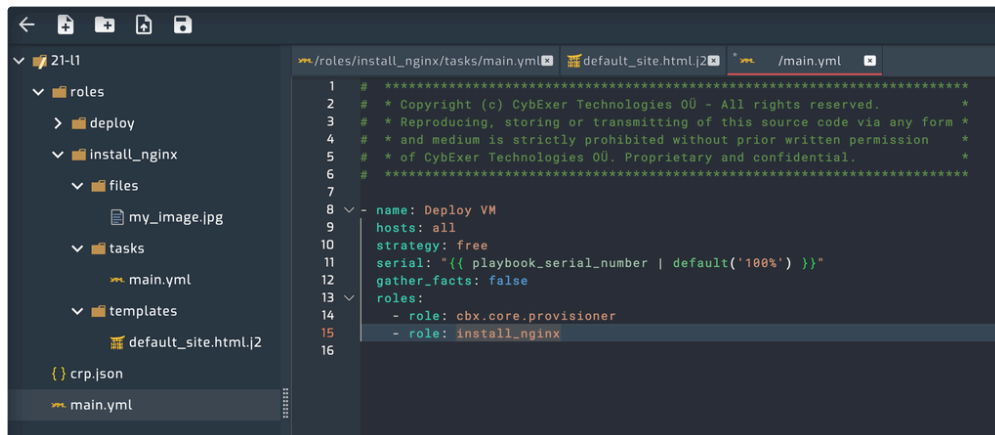 21-l1
roles
deploy
install_nginx
files
my_image.jpg
tasks
main.yml
templates
default_site.html.j2
crp.json
main.yml
/roles/install_nginx/tasks/main.yml
default_site.html.j2
* /main.yml
1 # *************************************************************************
2 # * Copyright (c) CybExer Technologies OÜ - All rights reserved. *
3 # * Reproducing, storing or transmitting of this source code via any form *
4 # * and medium is strictly prohibited without prior written permission *
5 # * of CybExer Technologies OÜ. Proprietary and confidential. *
6 # *************************************************************************
7
8 - name: Deploy VM
9 hosts: all
10 strategy: free
11 serial: "{{ playbook_serial_number | default('100%') }}"
12 gather_facts: false
13 roles:
14 - role: cbx.core.provisioner
15 - role: install_nginx
16